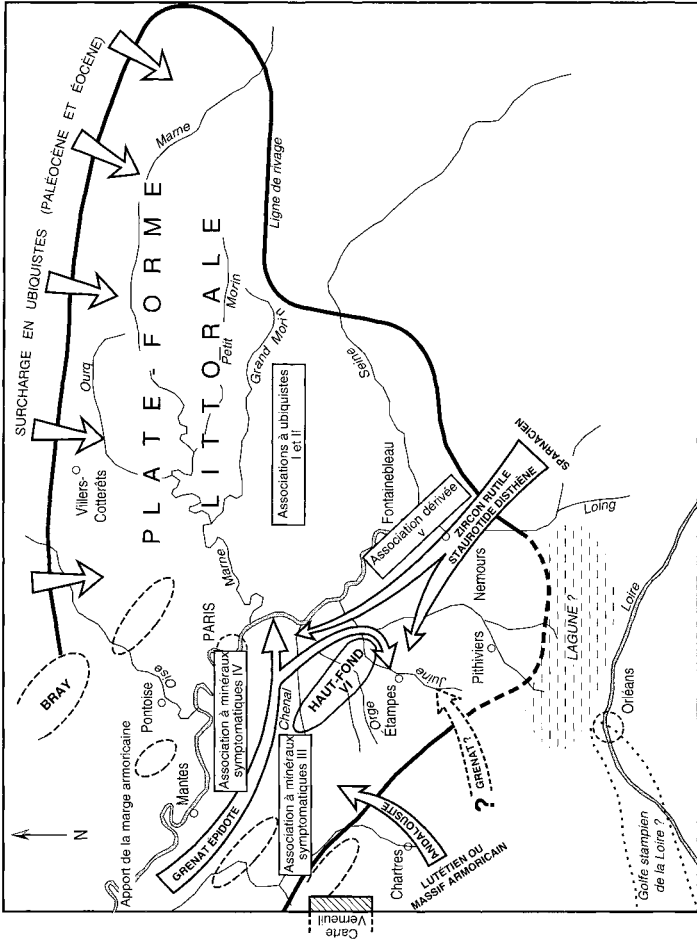 SURCHARGE EN UBIQUISTES (PALÉOCÈNE ET ÉOCÈNE)
N
BRAY
Apport de la marge armoricaine
Pontoise
Oise
Mantes
PARIS
Villers-
Cotterêts
Ourq
Marne
PLATE-FORME
LITTORALE
Marne
Petit Morin
Grand Morin
Ligne de rivage
Associations à ubiquistes
I et II
Association à minéraux
symptomatiques IV
GRENAT ÉPIDOTE
Chenal
Association à minéraux
symptomatiques III
HAUT-FOND
VI
Orge
Etampes
Juine
Fontainebleau
Seine
Association dérivée
V
ZIRCON RUTILE
STAUROTIDE DISTHÈNE
SPARNACIEN
Nemours
Loing
Pithiviers
? GRENAT ?
ANDALOUSITE
Chartres
LUTÉTIEN OU
MASSIF ARMORICAIN
Carte
Verneuil
LAGUNE ?
Loire
Orléans
Golfe stampien
de la Loire ?